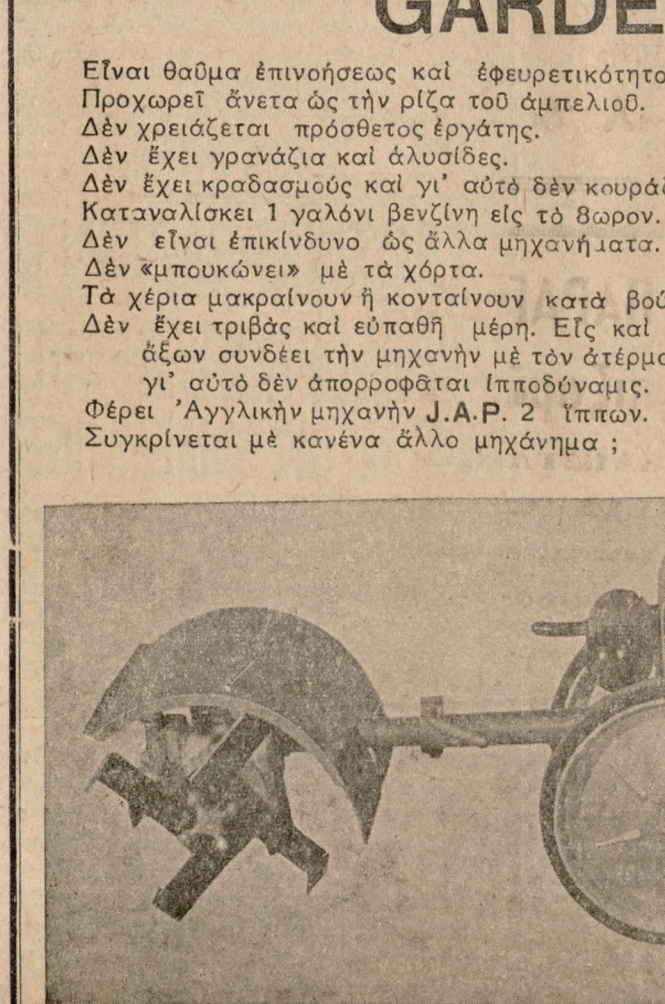 GARDE
Εἶναι θαῦμα ἐπινοήσεως καὶ ἐφευρετικότητο
Προχωρεῖ ἄνετα ὡς τὴν ρίζα τοῦ ἀμπελιοῦ.
Δὲν χρειάζεται πρόσθετος ἐργάτης.
Δὲν ἔχει γρανάζια καὶ ἁλυσίδες.
Δὲν ἔχει κραδασμούς καὶ γι' αὐτὸ δὲν κουρά
Καταναλίσκει 1 γαλόνι βενζίνη εἰς τὸ 8ωρον.
Δὲν εἶναι ἐπικίνδυνο ὡς ἄλλα μηχανήματα.
Δὲν «μπουκώνει» μὲ τὰ χόρτα.
Τὰ χέρια μακραίνουν ἢ κονταίνουν κατὰ βού
Δὲν ἔχει τριβὰς καὶ εὐπαθῆ μέρη. Εἷς καὶ
ἄξων συνδέει τὴν μηχανὴν μὲ τὸν ἀτέρμο
γι' αὐτὸ δὲν ἀπορροφᾶται ἱπποδύναμις.
Φέρει Ἀγγλικὴν μηχανὴν J.A.P. 2 ἵππων.
Συγκρίνεται μὲ κανένα ἄλλο μηχάνημα ;